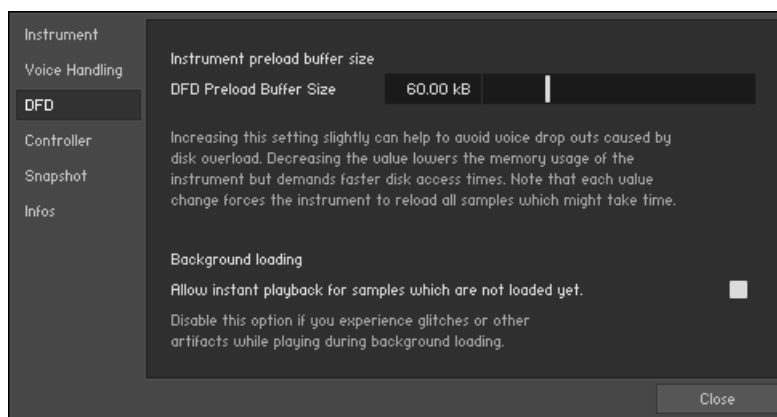 Instrument
Voice Handling
DFD
Controller
Snapshot
Infos
Instrument preload buffer size
DFD Preload Buffer Size 60.00 kB
Increasing this setting slightly can help to avoid voice drop outs caused by
disk overload. Decreasing the value lowers the memory usage of the
instrument but demands faster disk access times. Note that each value
change forces the instrument to reload all samples which might take time.
Background loading
Allow instant playback for samples which are not loaded yet.
Disable this option if you experience glitches or other
artifacts while playing during background loading.
Close